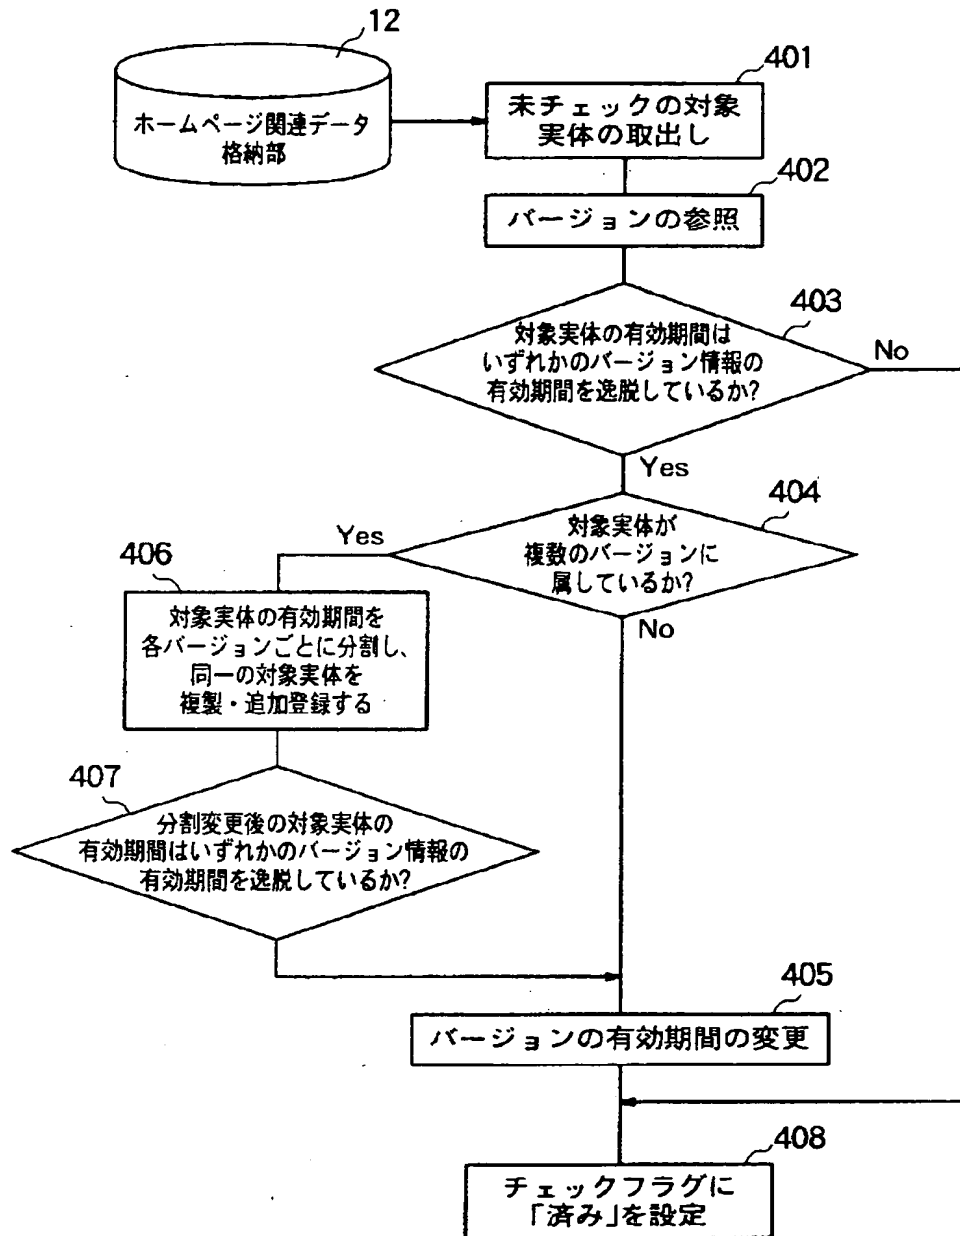 12
ホームページ関連データ
格納部
401
未チェックの対象
実体の取出し
402
バージョンの参照
403
対象実体の有効期間は
いずれかのバージョン情報の
有効期間を逸脱しているか?
No
Yes
404
対象実体が
複数のバージョンに
属しているか?
Yes
No
406
対象実体の有効期間を
各バージョンごとに分割し、
同一の対象実体を
複製・追加登録する
407
分割変更後の対象実体の
有効期間はいずれかのバージョン情報の
有効期間を逸脱しているか?
405
バージョンの有効期間の変更
408
チェックフラグに
「済み」を設定